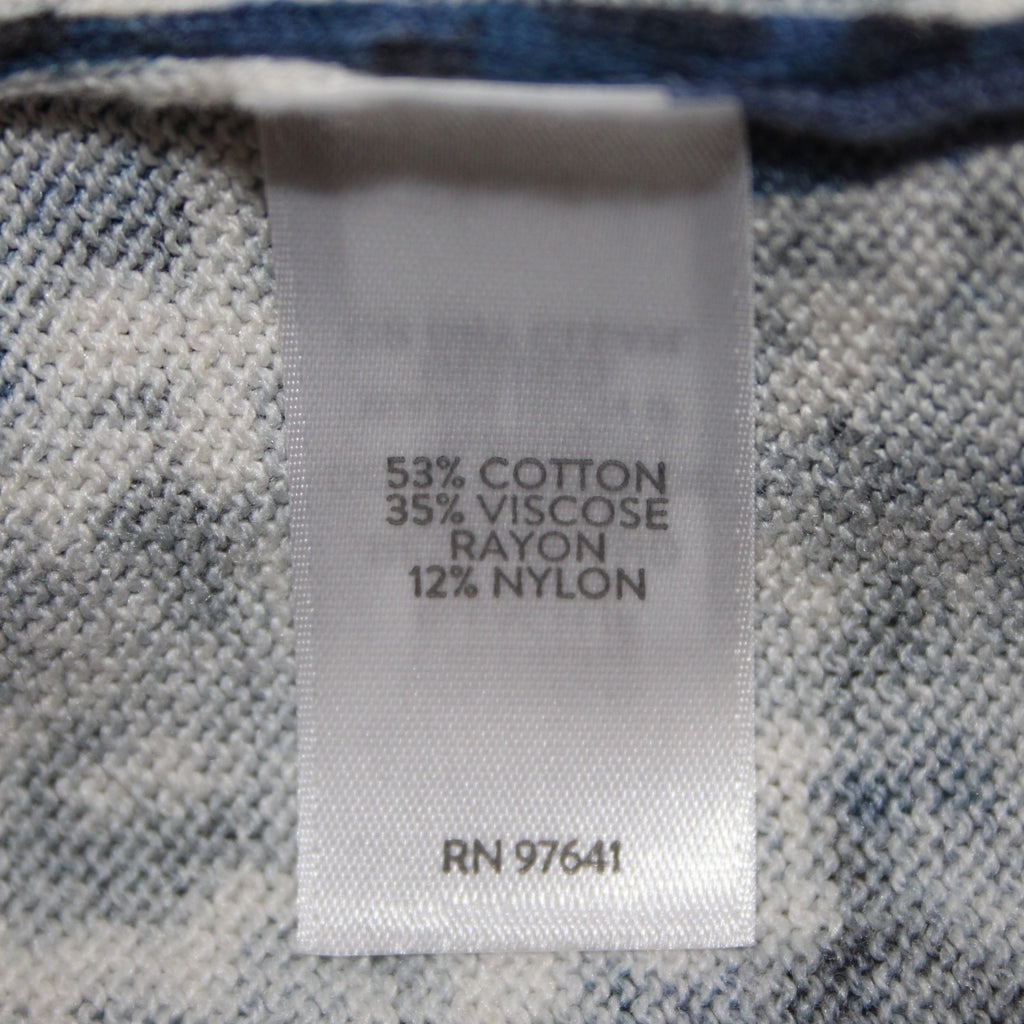 53% COTTON
35% VISCOSE
RAYON
12% NYLON
RN 97641